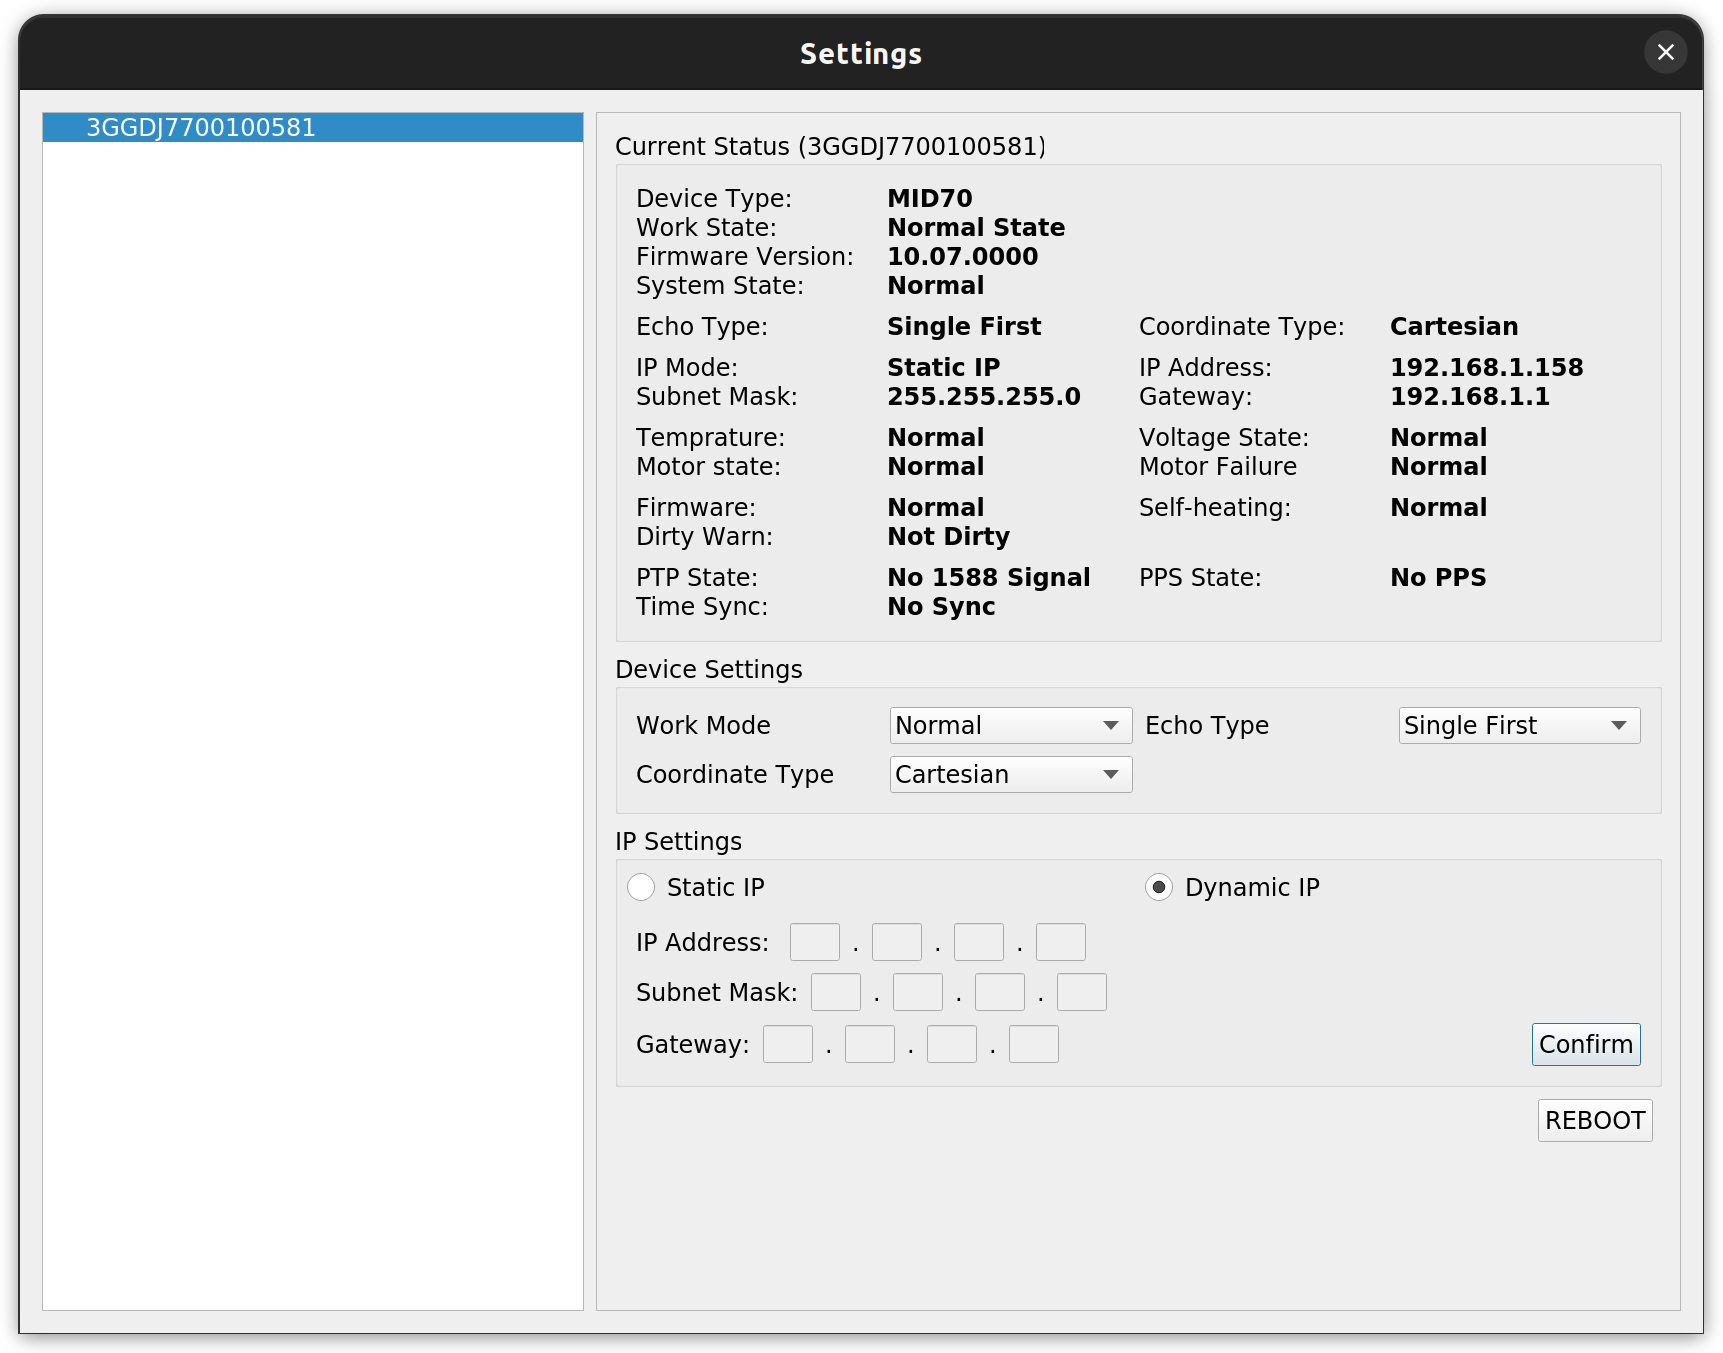 Settings
3GGDJ7700100581
Current Status (3GGDJ7700100581)
Device Type: MID70
Work State: Normal State
Firmware Version: 10.07.0000
System State: Normal
Echo Type: Single First Coordinate Type: Cartesian
IP Mode: Static IP IP Address: 192.168.1.158
Subnet Mask: 255.255.255.0 Gateway: 192.168.1.1
Temprature: Normal Voltage State: Normal
Motor state: Normal Motor Failure Normal
Firmware: Normal Self-heating: Normal
Dirty Warn: Not Dirty
PTP State: No 1588 Signal PPS State: No PPS
Time Sync: No Sync
Device Settings
Work Mode Normal Echo Type Single First
Coordinate Type Cartesian
IP Settings
Static IP Dynamic IP
IP Address: . . .
Subnet Mask: . . .
Gateway: . . . Confirm
REBOOT